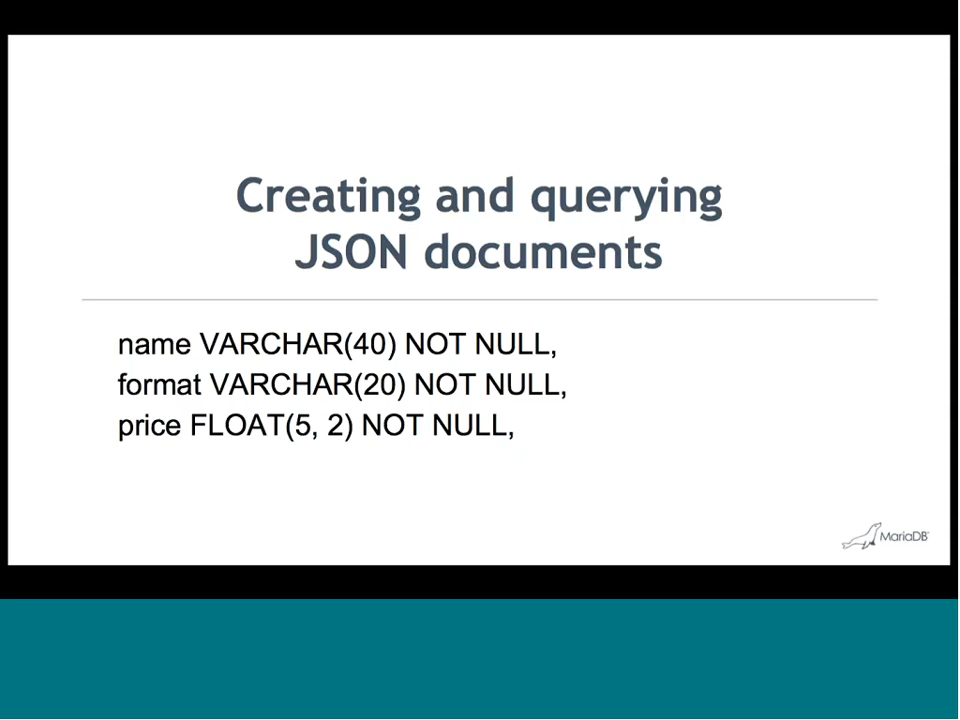 Creating and querying
JSON documents
name VARCHAR(40) NOT NULL,
format VARCHAR(20) NOT NULL,
price FLOAT(5, 2) NOT NULL,
MariaDB